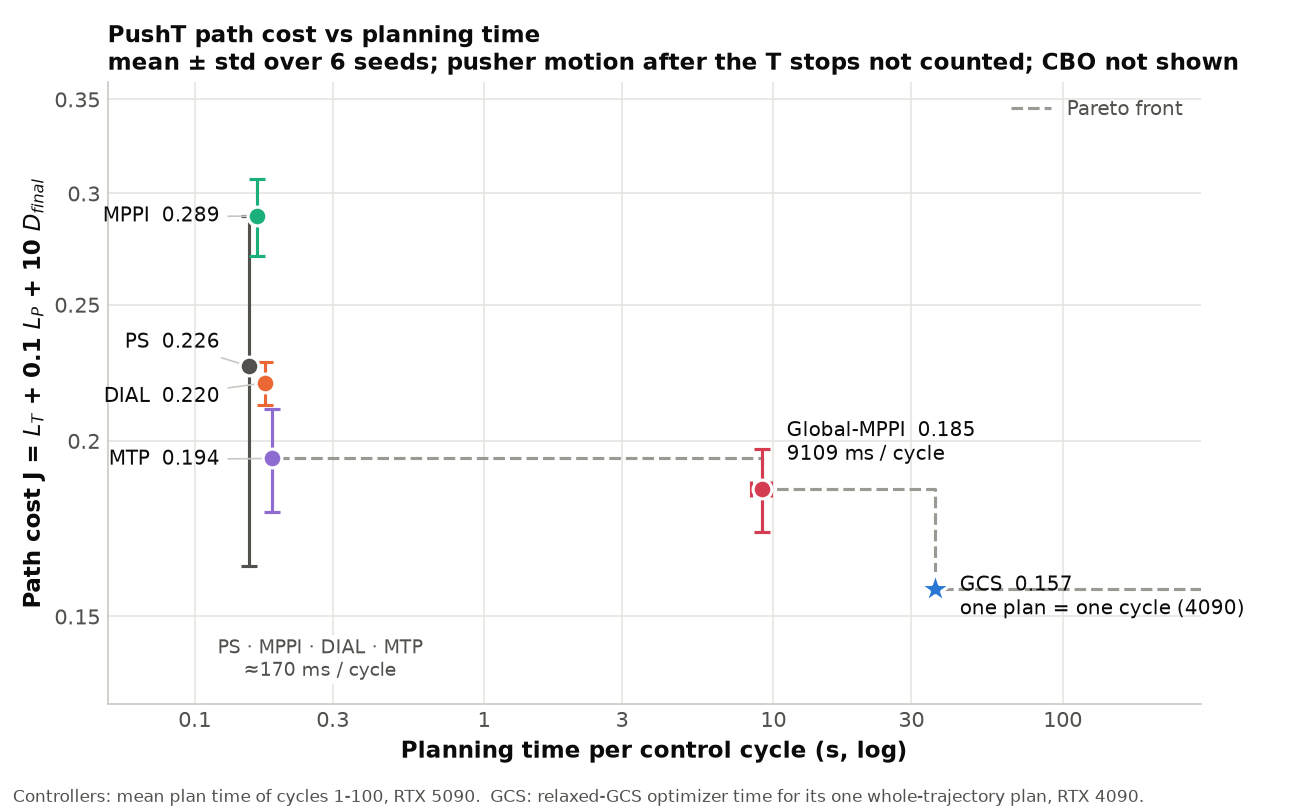 PushT path cost vs planning time
mean ± std over 6 seeds; pusher motion after the T stops not counted; CBO not shown
Path cost J = L_T + 0.1 L_P + 10 D_final
0.35
0.3
0.25
0.2
0.15
Pareto front
MPPI 0.289
PS 0.226
DIAL 0.220
MTP 0.194
Global-MPPI 0.185
9109 ms / cycle
GCS 0.157
one plan = one cycle (4090)
PS · MPPI · DIAL · MTP
≈170 ms / cycle
0.1 0.3 1 3 10 30 100
Planning time per control cycle (s, log)
Controllers: mean plan time of cycles 1-100, RTX 5090. GCS: relaxed-GCS optimizer time for its one whole-trajectory plan, RTX 4090.